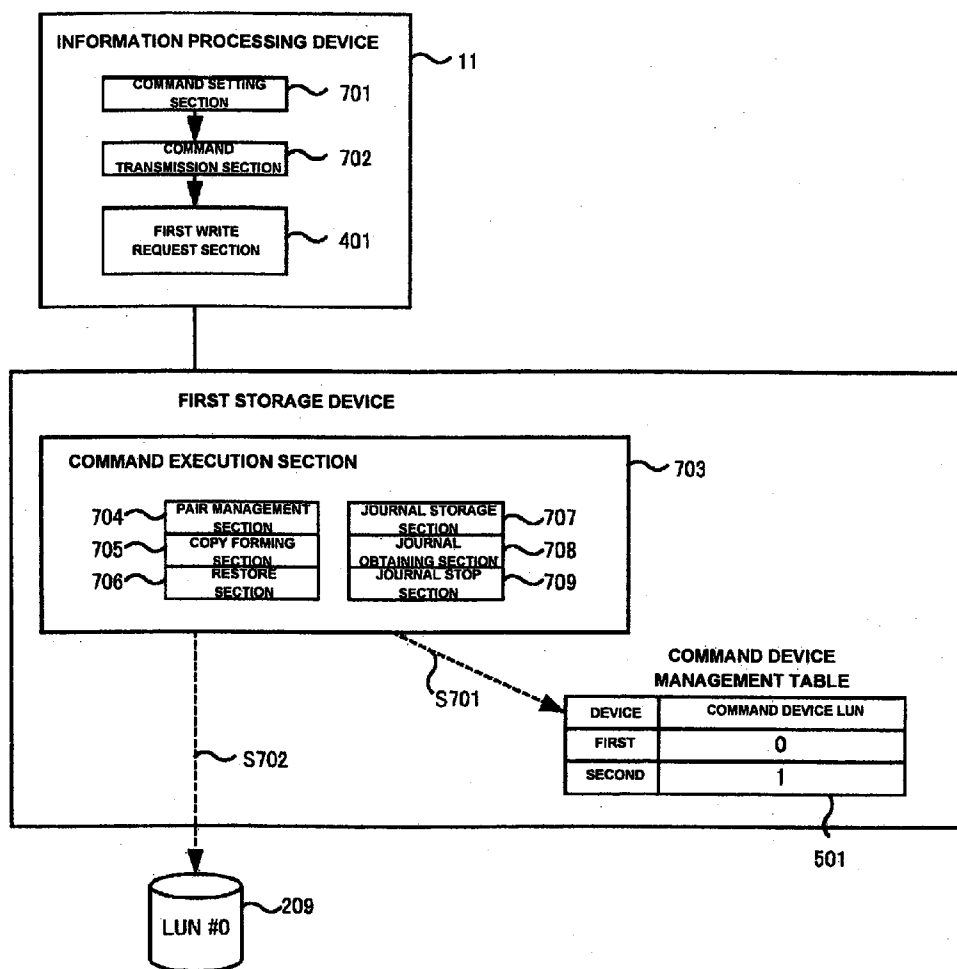 INFORMATION PROCESSING DEVICE
11
COMMAND SETTING
SECTION
701
COMMAND
TRANSMISSION SECTION
702
FIRST WRITE
REQUEST SECTION
401
FIRST STORAGE DEVICE
COMMAND EXECUTION SECTION
703
704
PAIR MANAGEMENT
SECTION
705
COPY FORMING
SECTION
706
RESTORE
SECTION
JOURNAL STORAGE
SECTION
707
JOURNAL
OBTAINING SECTION
708
JOURNAL STOP
SECTION
709
S701
COMMAND DEVICE
MANAGEMENT TABLE
DEVICE COMMAND DEVICE LUN
FIRST 0
SECOND 1
501
S702
LUN #0
209